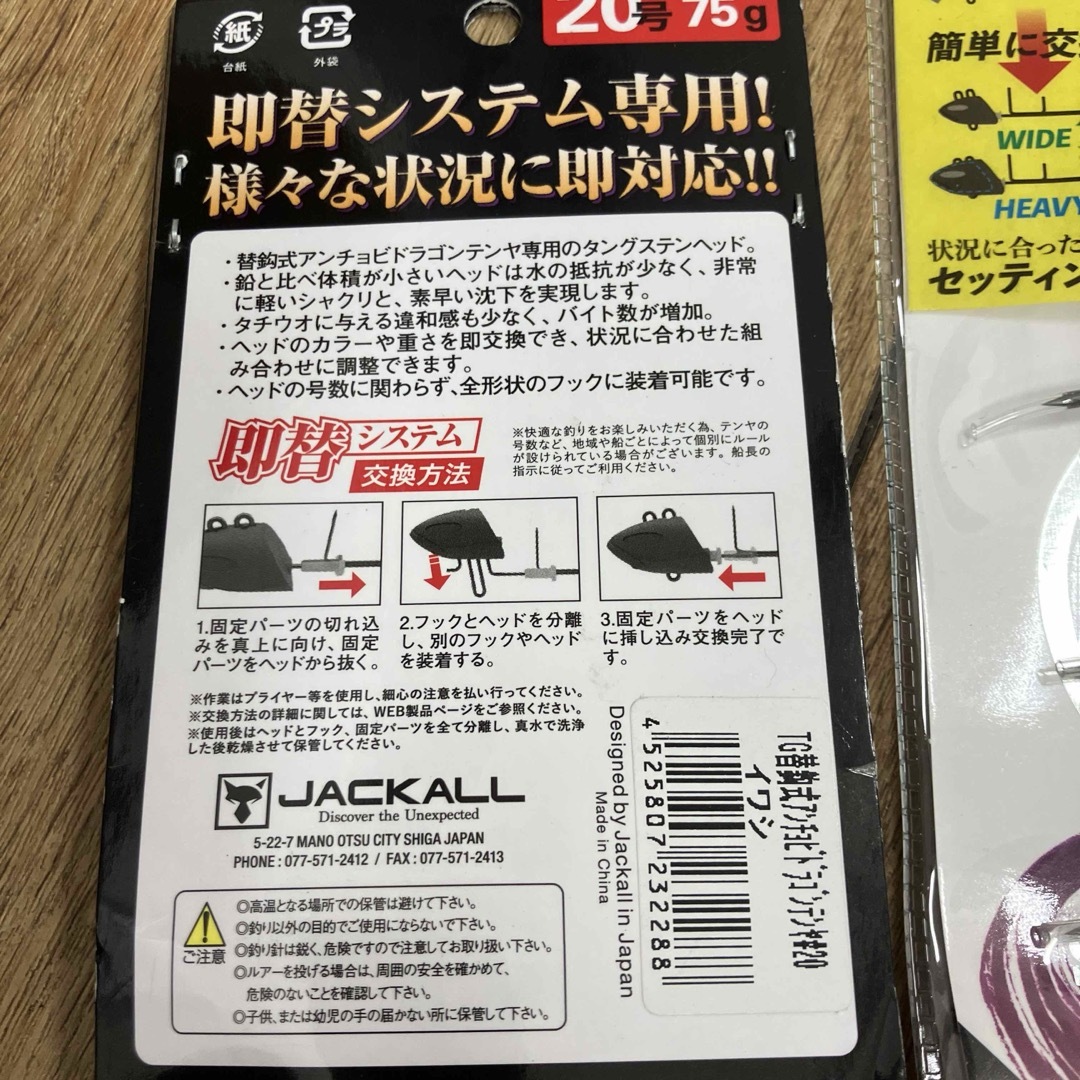 紙
台紙
プラ
外袋
20号 75g
即替システム専用!
様々な状況に即対応!!
・替鈎式アンチョビドラゴンテンヤ専用のタングステンヘッド。
・鉛と比べ体積が小さいヘッドは水の抵抗が少なく、非常
に軽いシャクリと、素早い沈下を実現します。
・タチウオに与える違和感も少なく、バイト数が増加。
・ヘッドのカラーや重さを即交換でき、状況に合わせた組
み合わせに調整できます。
・ヘッドの号数に関わらず、全形状のフックに装着可能です。
即替システム
交換方法
※快適な釣りをお楽しみいただく為、テンヤの
号数など、地域や船ごとによって個別にルール
が設けられている場合がございます。船長の
指示に従ってご利用ください。
1.固定パーツの切れ込
みを真上に向け、固定
パーツをヘッドから抜く。
2.フックとヘッドを分離
し、別のフックやヘッド
を装着する。
3.固定パーツをヘッド
に挿し込み交換完了で
す。
※作業はプライヤー等を使用し、細心の注意を払い行ってください。
※交換方法の詳細に関しては、WEB製品ページをご参照ください。
※使用後はヘッドとフック、固定パーツを全て分離し、真水で洗浄
した後乾燥させて保管してください。
JACKALL
Discover the Unexpected
5-22-7 MANO OTSU CITY SHIGA JAPAN
PHONE : 077-571-2412 / FAX : 077-571-2413
ご注意
◎高温となる場所での保管は避けて下さい。
◎釣り以外の目的でご使用にならないで下さい。
◎釣り針は鋭く、危険ですので注意してお取り扱い下さい。
◎ルアーを投げる場合は、周囲の安全を確かめて、
危険のないことを確認して下さい。
◎子供、または幼児の手の届かない所に保管して下さい。
Designed by Jackall in Japan
Made in China
4 525807 232288
TG替鈎式アンチョビドラゴンテンヤ#20
イワシ
簡単に交
WIDE
HEAVY
状況に合った
セッティン